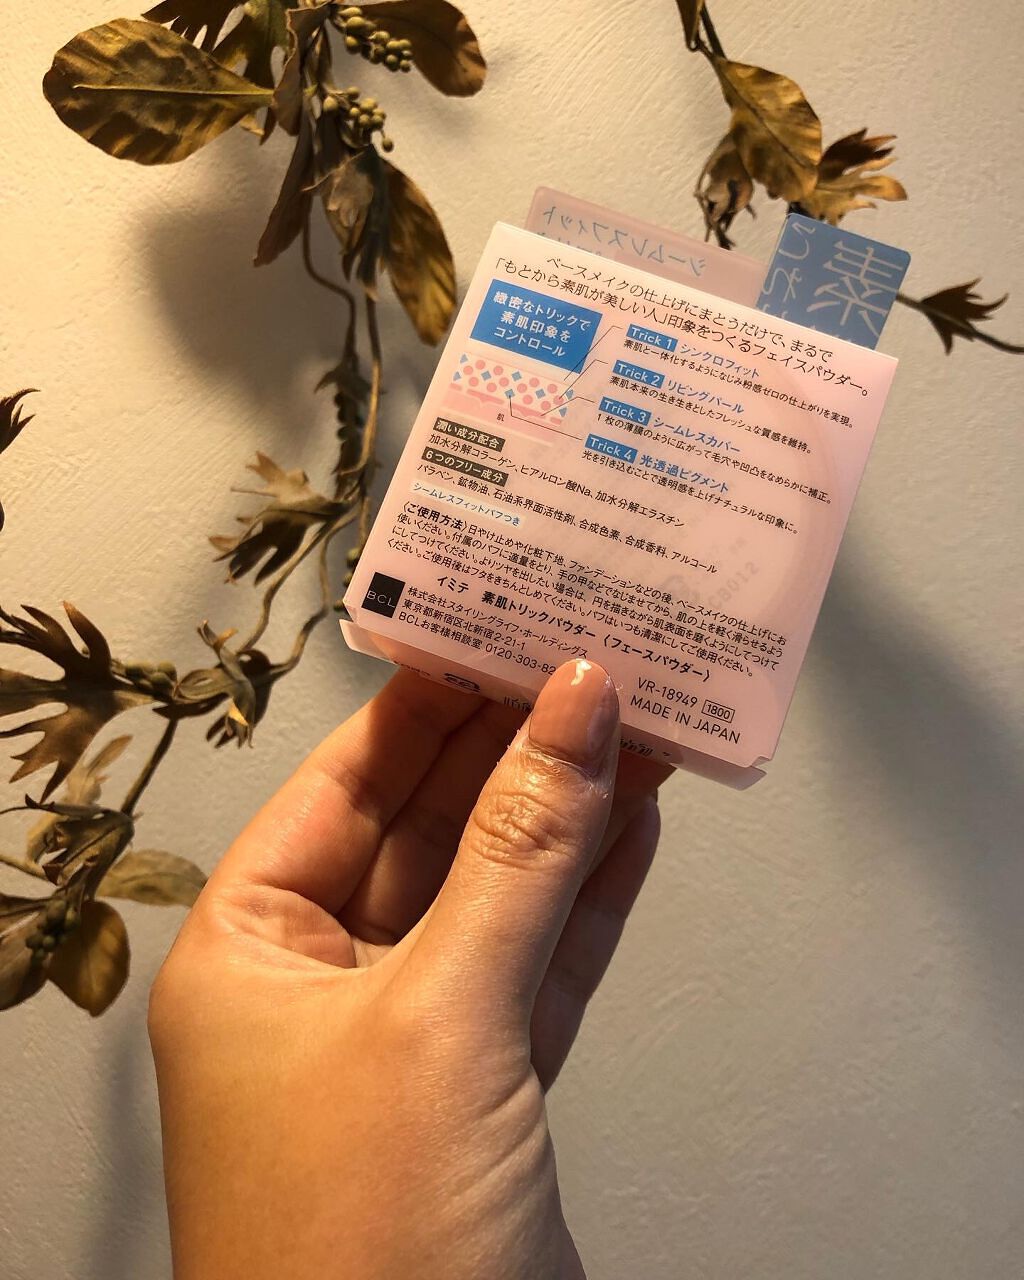 シームレスフィット
素
ベースメイクの仕上げにまとうだけで、まるで
「もとから素肌が美しい人」印象をつくるフェイスパウダー。
緻密なトリックで
素肌印象を
コントロール
肌
Trick 1 シンクロフィット
素肌と一体化するようになじみ粉感ゼロの仕上がりを実現。
Trick 2 リビングパール
素肌本来の生き生きとしたフレッシュな質感を維持。
Trick 3 シームレスカバー
1枚の薄膜のように広がって毛穴や凹凸をなめらかに補正。
Trick 4 光透過ピグメント
光を引き込むことで透明感を上げナチュラルな印象に。
潤い成分配合
加水分解コラーゲン、ヒアルロン酸Na、加水分解エラスチン
6つのフリー成分
パラベン、鉱物油、石油系界面活性剤、合成色素、合成香料、アルコール
シームレスフィットパフつき
〈ご使用方法〉日やけ止めや化粧下地、ファンデーションなどの後、ベースメイクの仕上げにお
使いください。付属のパフに適量をとり、手の甲などでなじませてから、肌の上を軽く滑らせるよう
にしてつけてください。よりツヤを出したい場合は、円を描きながら肌表面を磨くようにしてつけて
ください。ご使用後はフタをきちんとしめてください。パフはいつも清潔にしてご使用ください。
BCL
イミテ 素肌トリックパウダー〈フェースパウダー〉
株式会社スタイリングライフ・ホールディングス
東京都新宿区北新宿2-21-1
BCLお客様相談室 0120-303-82
VR-18949 1800
MADE IN JAPAN